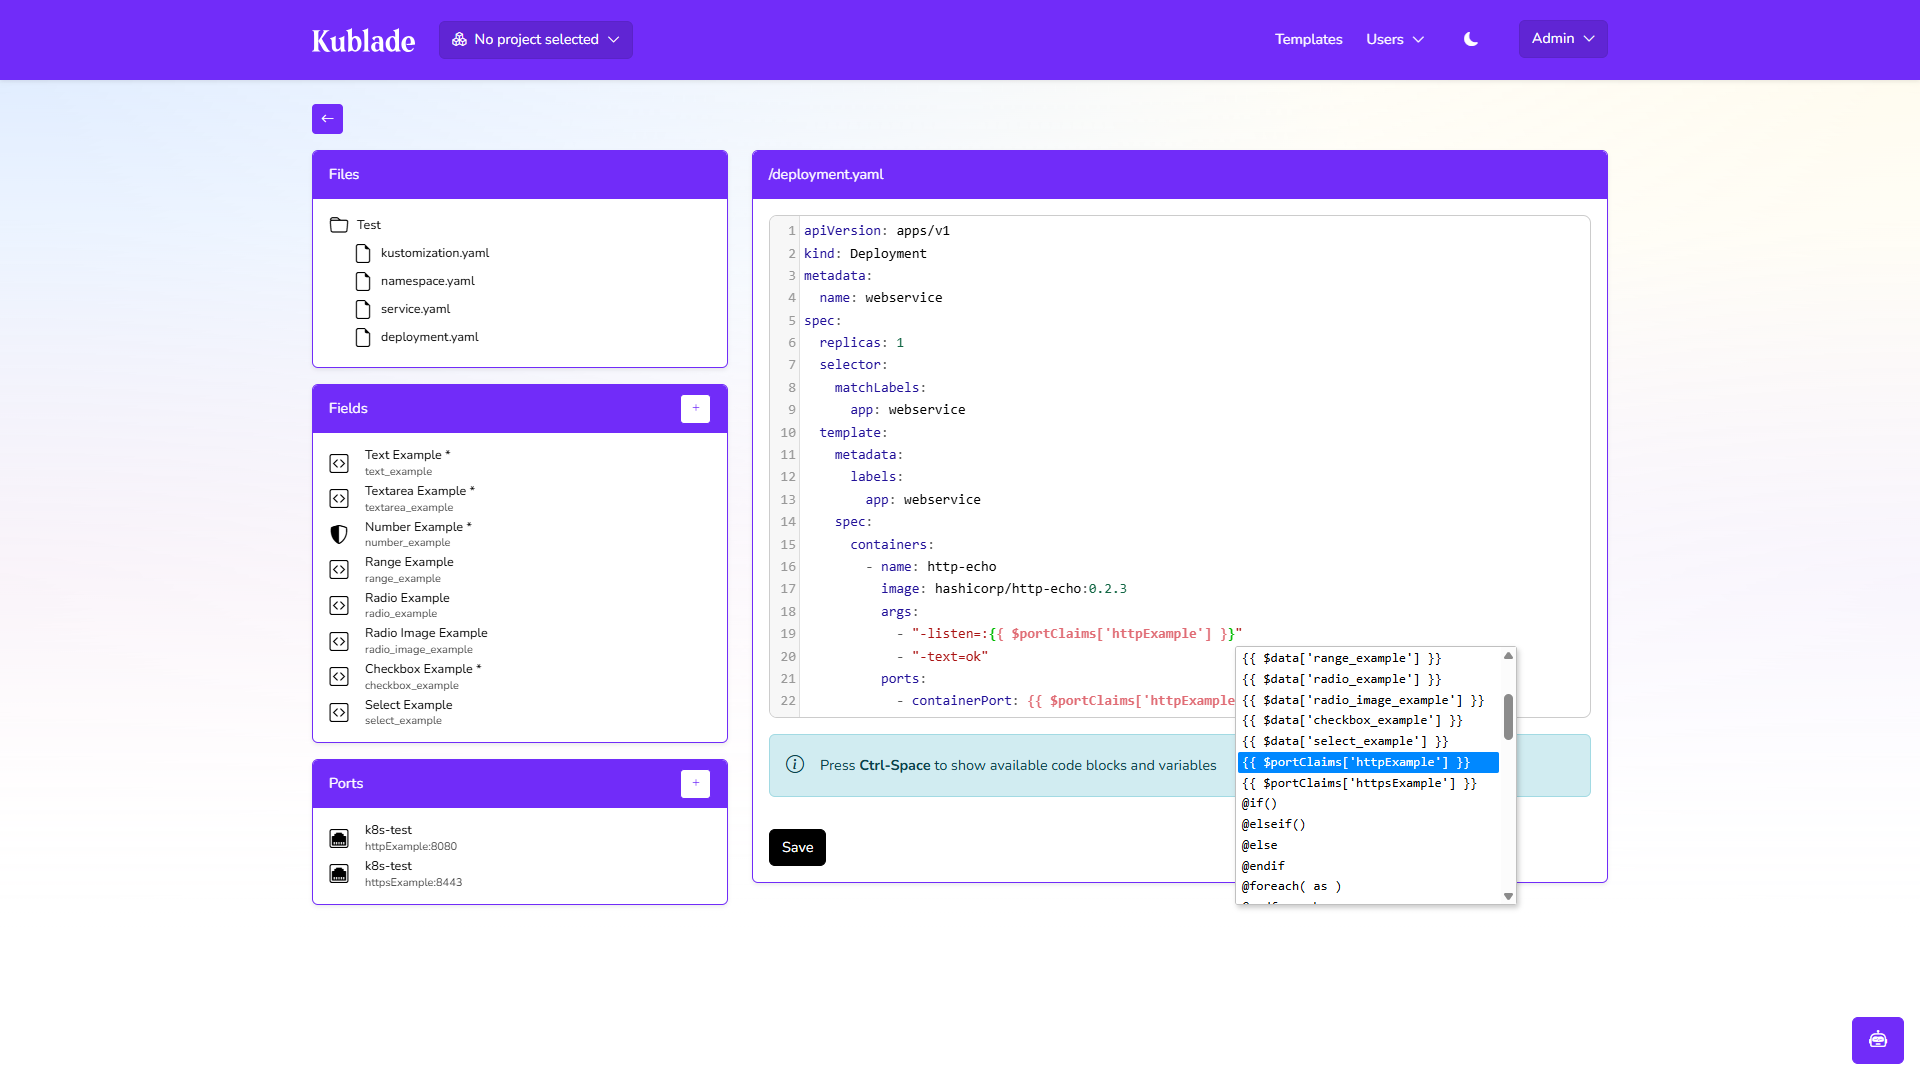 Kublade
No project selected
Templates
Users
Admin
Files
Test
kustomization.yaml
namespace.yaml
service.yaml
deployment.yaml
Fields
+
Text Example *
text_example
Textarea Example *
textarea_example
Number Example *
number_example
Range Example
range_example
Radio Example
radio_example
Radio Image Example
radio_image_example
Checkbox Example *
checkbox_example
Select Example
select_example
Ports
+
k8s-test
httpExample:8080
k8s-test
httpsExample:8443
/deployment.yaml
1 apiVersion: apps/v1
2 kind: Deployment
3 metadata:
4 name: webservice
5 spec:
6 replicas: 1
7 selector:
8 matchLabels:
9 app: webservice
10 template:
11 metadata:
12 labels:
13 app: webservice
14 spec:
15 containers:
16 - name: http-echo
17 image: hashicorp/http-echo:0.2.3
18 args:
19 - "-listen=:{{ $portClaims['httpExample'] }}"
20 - "-text=ok"
21 ports:
22 - containerPort: {{ $portClaims['httpExample
{{ $data['range_example'] }}
{{ $data['radio_example'] }}
{{ $data['radio_image_example'] }}
{{ $data['checkbox_example'] }}
{{ $data['select_example'] }}
{{ $portClaims['httpExample'] }}
{{ $portClaims['httpsExample'] }}
@if()
@elseif()
@else
@endif
@foreach( as )
Press Ctrl-Space to show available code blocks and variables
Save